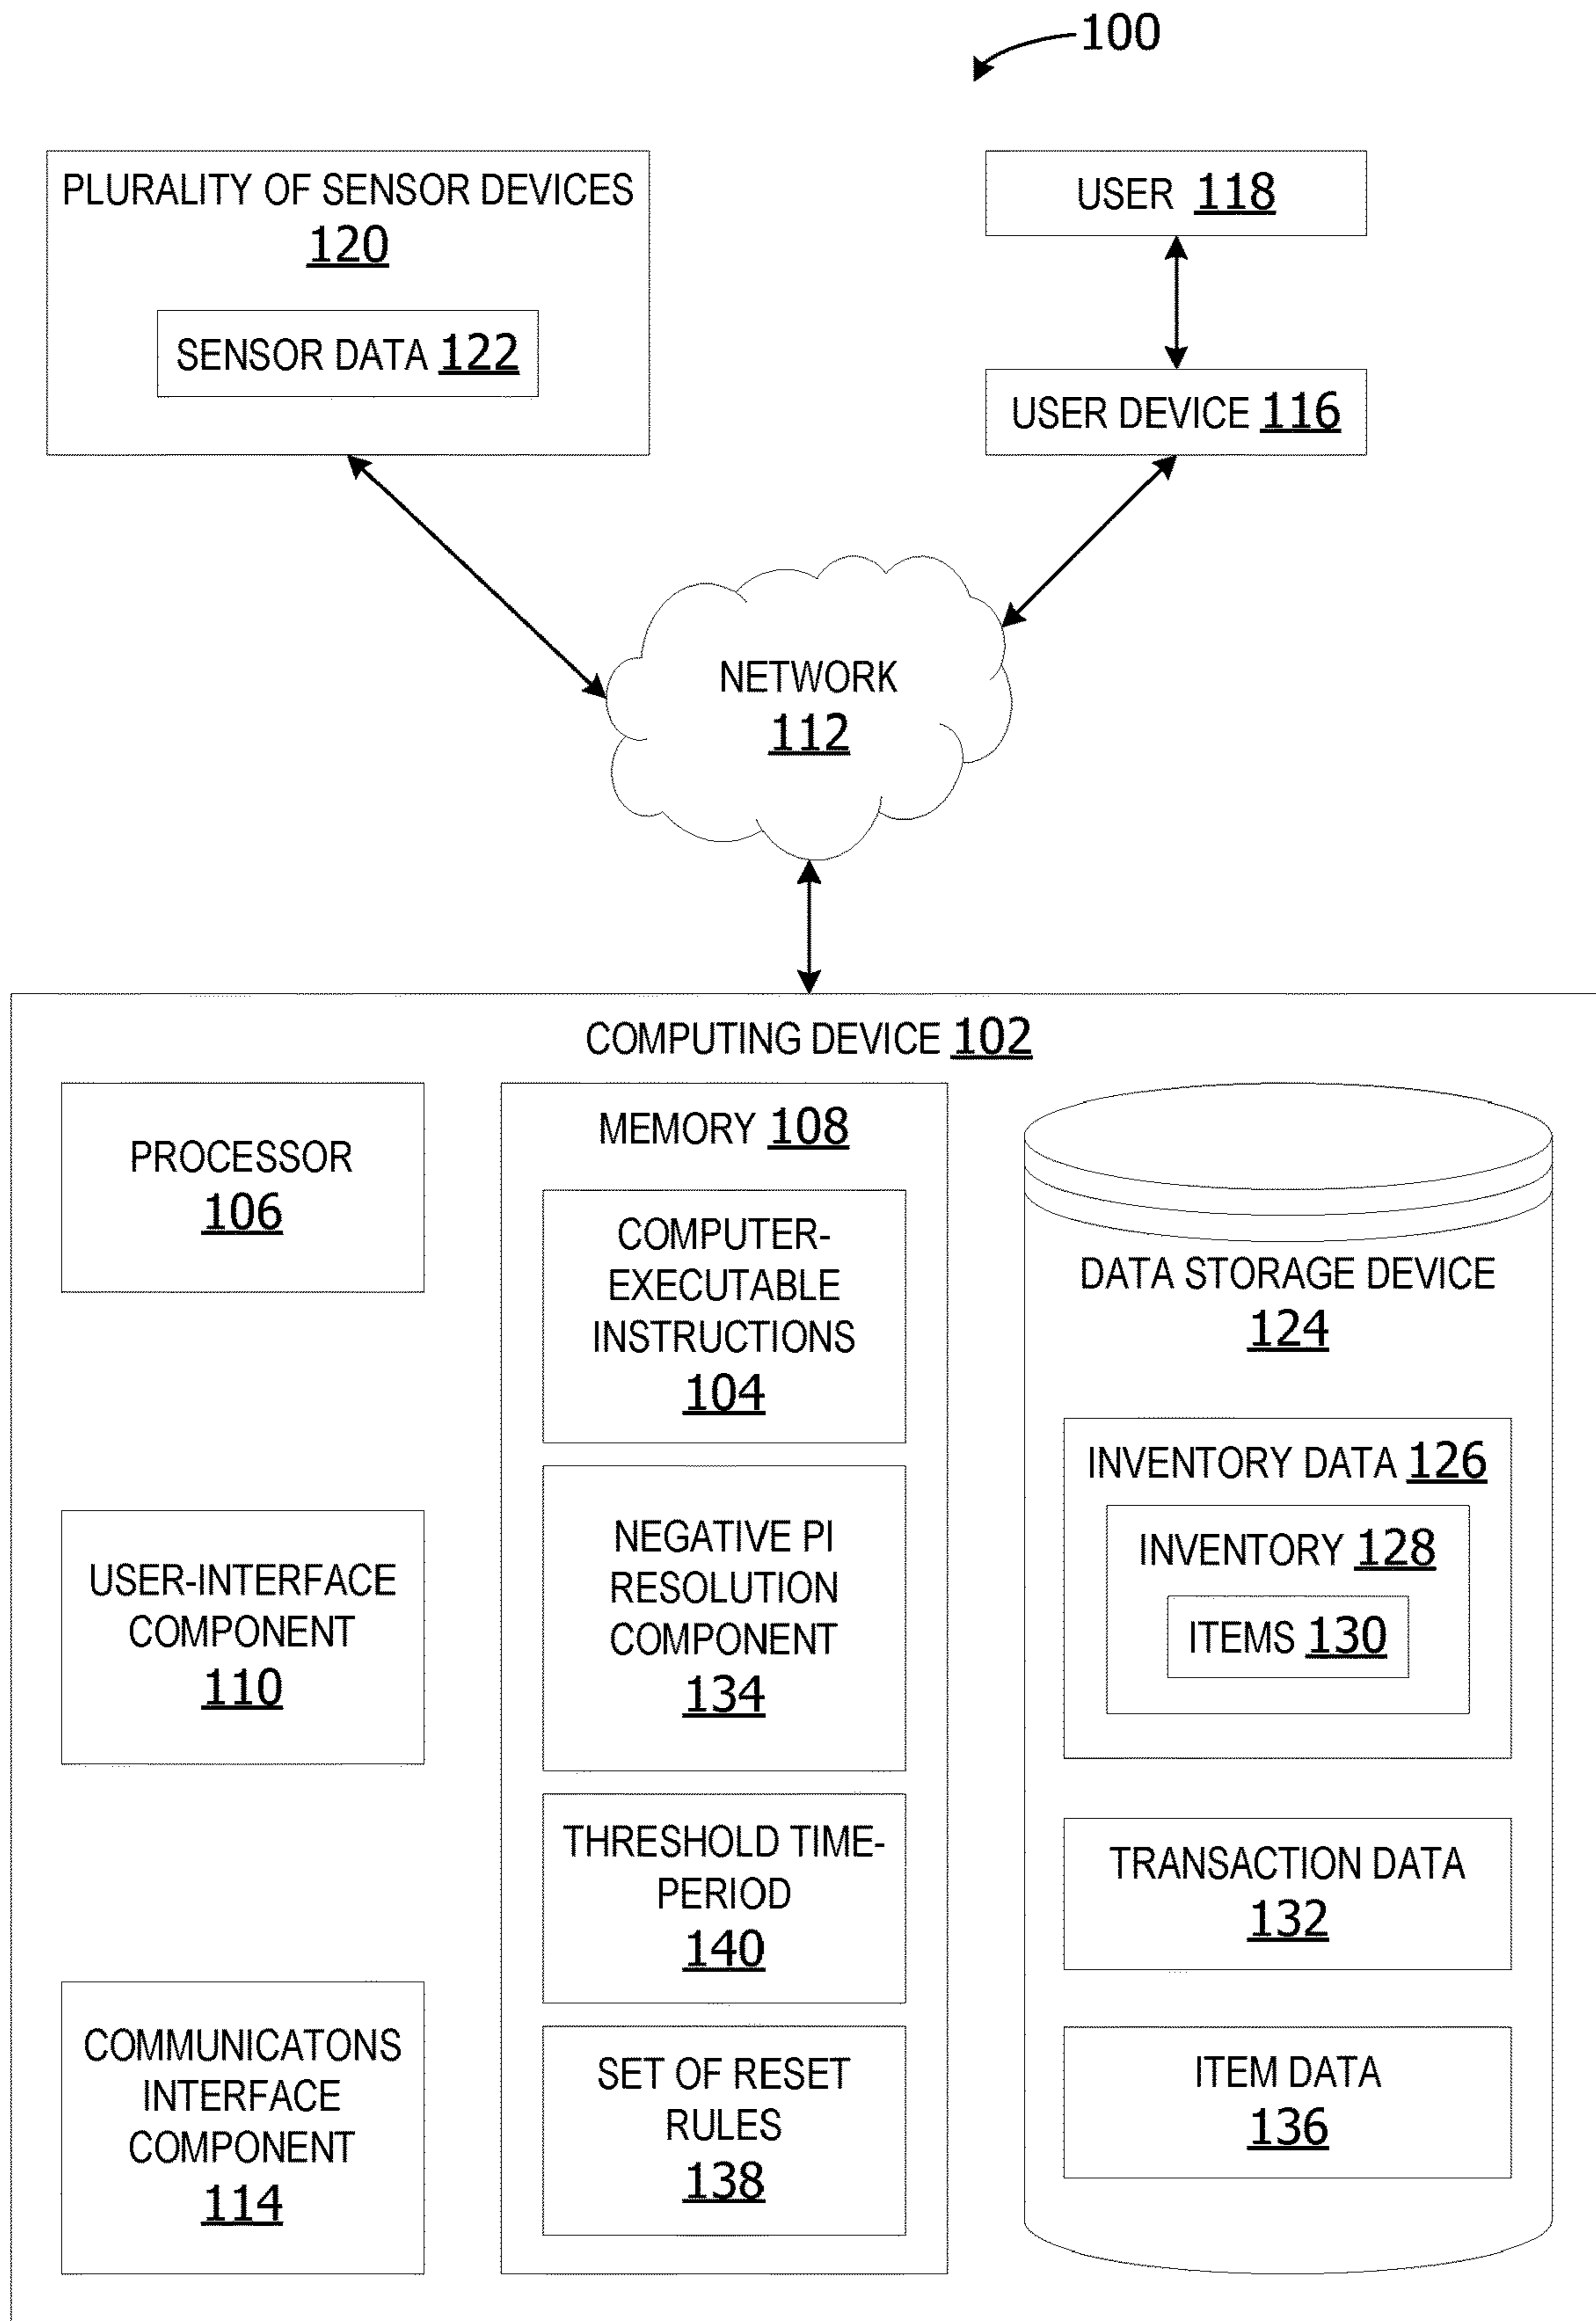 100
PLURALITY OF SENSOR DEVICES
120
SENSOR DATA 122
USER 118
USER DEVICE 116
NETWORK
112
COMPUTING DEVICE 102
PROCESSOR
106
USER-INTERFACE
COMPONENT
110
COMMUNICATONS
INTERFACE
COMPONENT
114
MEMORY 108
COMPUTER-
EXECUTABLE
INSTRUCTIONS
104
NEGATIVE PI
RESOLUTION
COMPONENT
134
THRESHOLD TIME-
PERIOD
140
SET OF RESET
RULES
138
DATA STORAGE DEVICE
124
INVENTORY DATA 126
INVENTORY 128
ITEMS 130
TRANSACTION DATA
132
ITEM DATA
136